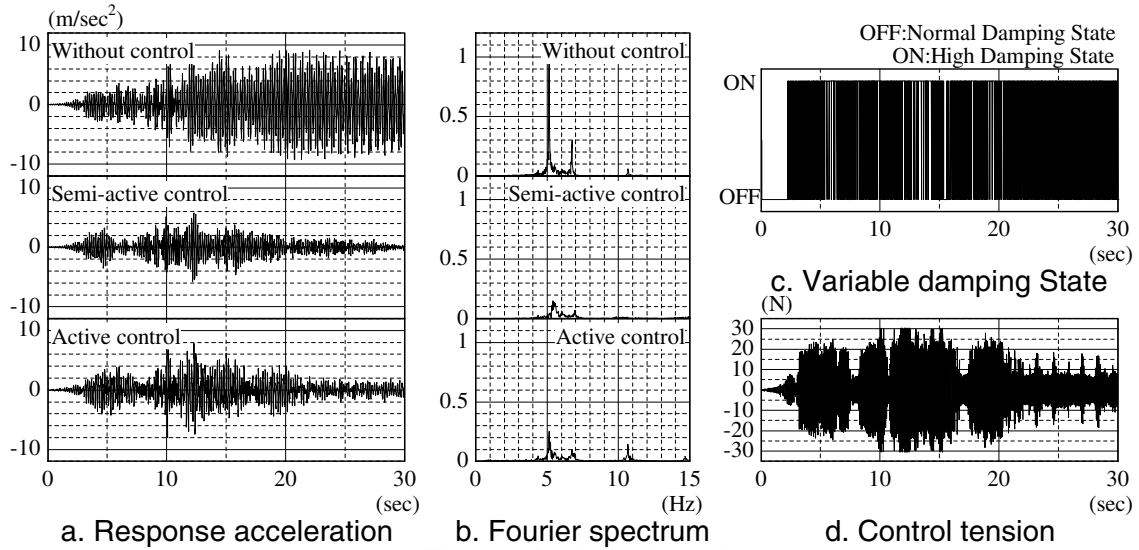 (m/sec²)
10
Without control
0
-10
10
Semi-active control
0
-10
10
Active control
0
-10
0 10 20 30
(sec)
a. Response acceleration
1
Without control
0.5
0
1
Semi-active control
0.5
0
1
Active control
0.5
0
0 5 10 15
(Hz)
b. Fourier spectrum
OFF:Normal Damping State
ON:High Damping State
ON
OFF
0 10 20 30
(sec)
c. Variable damping State
(N)
30
20
10
0
-10
-20
-30
0 10 20 30
(sec)
d. Control tension